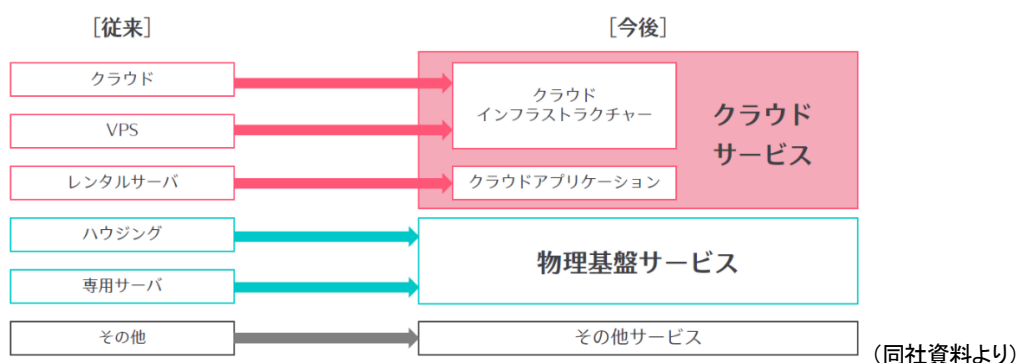 [従来]
[今後]
クラウド
VPS
レンタルサーバ
ハウジング
専用サーバ
その他
クラウド
インフラストラクチャー
クラウドアプリケーション
クラウド
サービス
物理基盤サービス
その他サービス
(同社資料より)